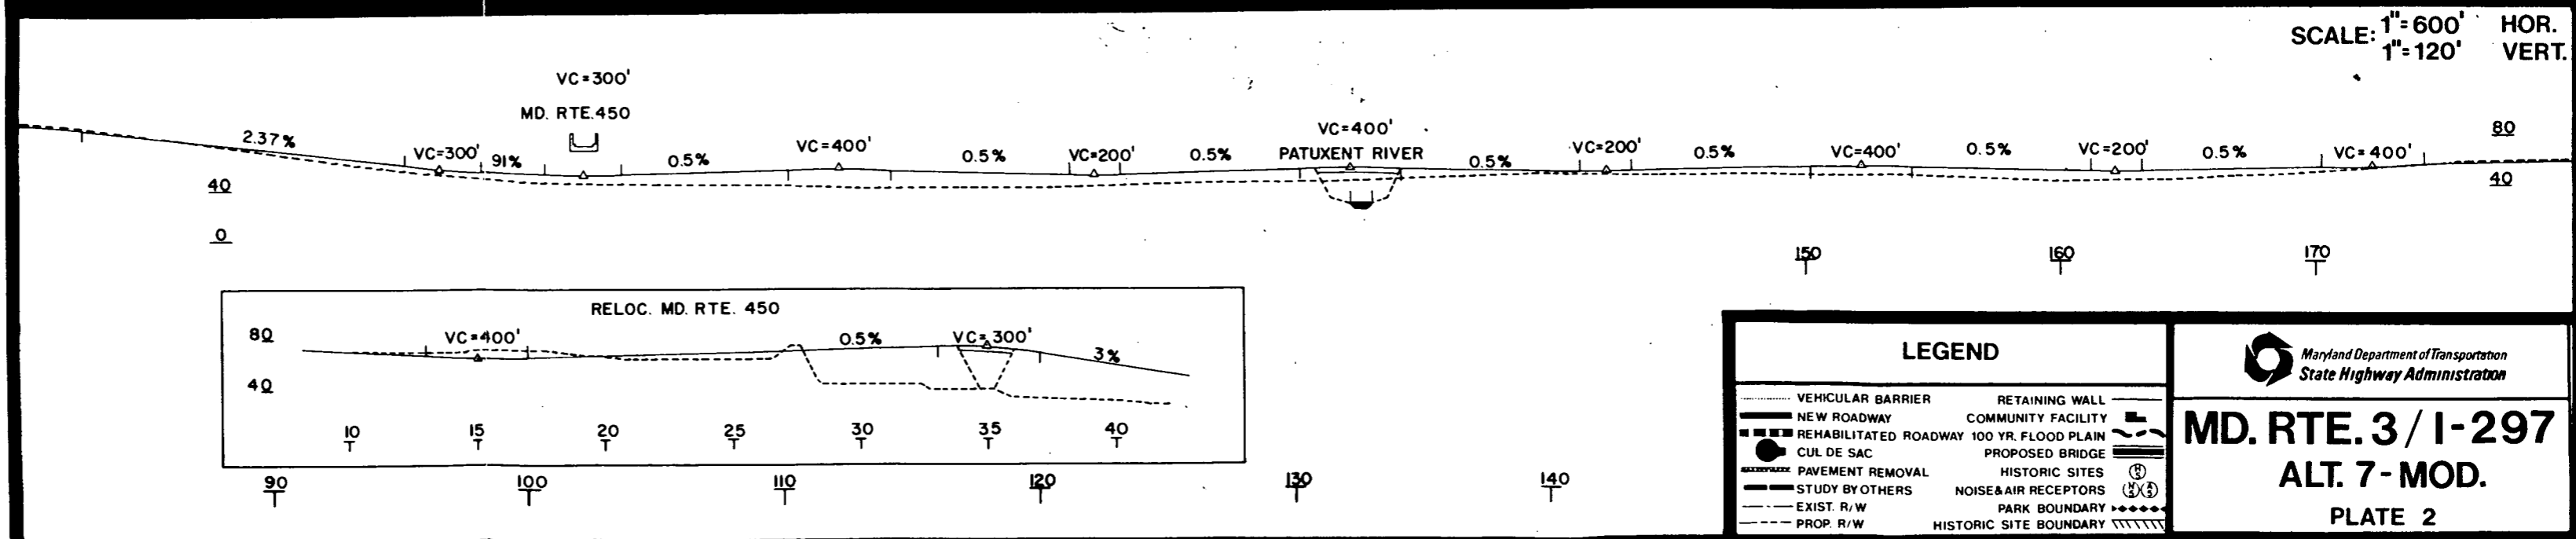 SCALE: 1"=600' HOR.
1"=120' VERT.
VC=300'
MD. RTE.450
2.37%
VC=300'
91%
0.5%
VC=400'
0.5%
VC=200'
0.5%
VC=400'
PATUXENT RIVER
0.5%
VC=200'
0.5%
VC=400'
0.5%
VC=200'
0.5%
VC=400'
80
40
40
0
150 160 170
RELOC. MD. RTE. 450
80
40
VC=400'
0.5%
VC=300'
3%
10 15 20 25 30 35 40
90 100 110 120 130 140
LEGEND
VEHICULAR BARRIER
NEW ROADWAY
REHABILITATED ROADWAY
CUL DE SAC
PAVEMENT REMOVAL
STUDY BY OTHERS
EXIST. R/W
PROP. R/W
RETAINING WALL
COMMUNITY FACILITY
100 YR. FLOOD PLAIN
PROPOSED BRIDGE
HISTORIC SITES
NOISE&AIR RECEPTORS
PARK BOUNDARY
HISTORIC SITE BOUNDARY
Maryland Department of Transportation
State Highway Administration
MD. RTE. 3/I-297
ALT. 7-MOD.
PLATE 2